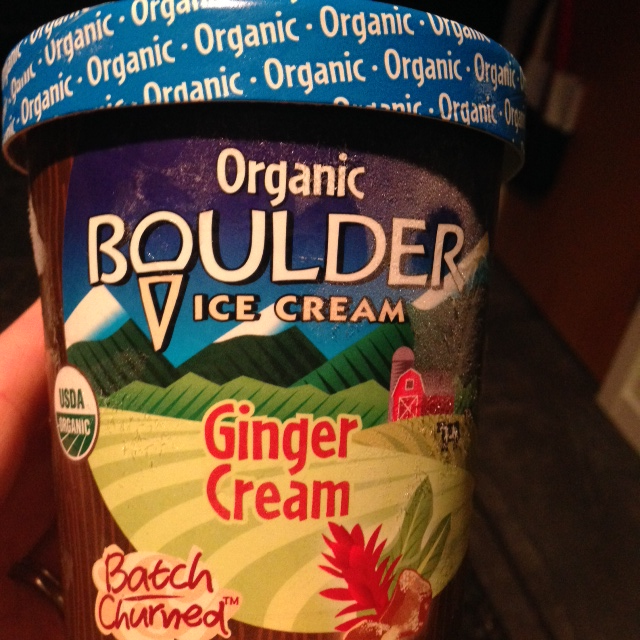 Organic · Organic · Organic · Organic
Organic · Organic · Organic · Organic
Organic · Organic · Organic
Organic
BOULDER
ICE CREAM
USDA
ORGANIC
Ginger
Cream
Batch
Churned™